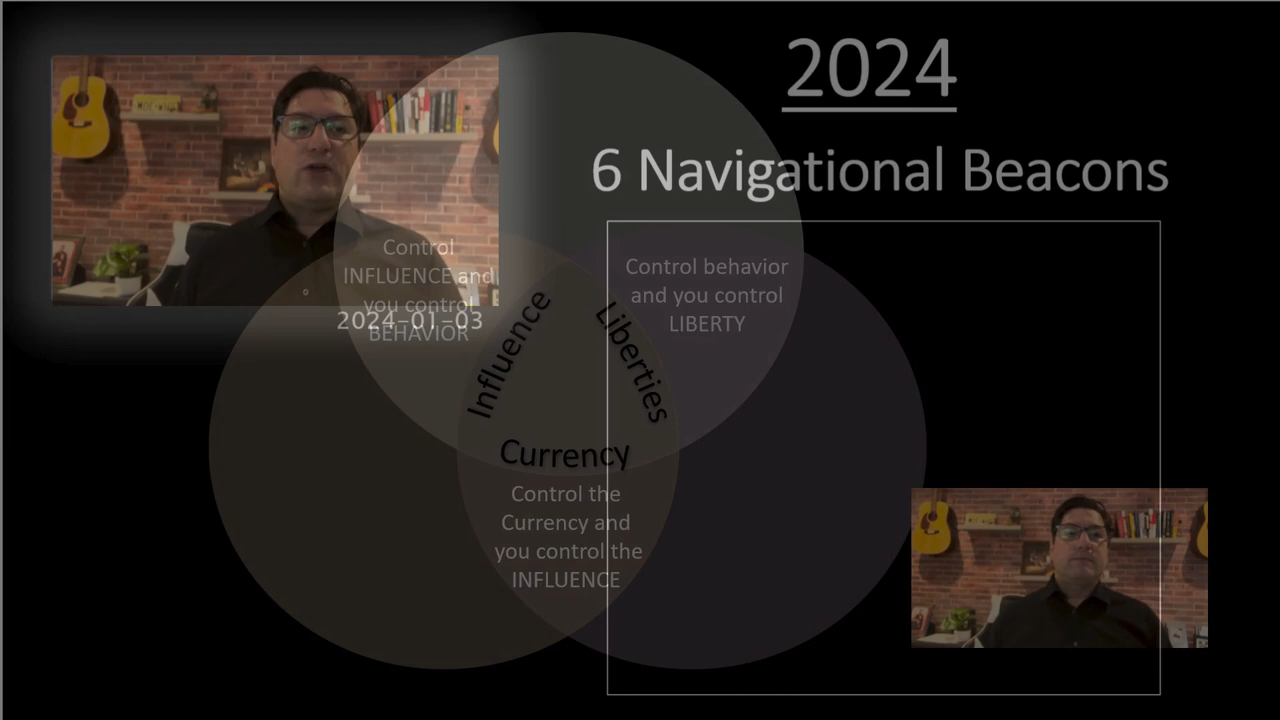 2024
6 Navigational Beacons
Control
INFLUENCE and
you control
BEHAVIOR
2024-01-03
Control behavior
and you control
LIBERTY
Influence
Liberties
Currency
Control the
Currency and
you control the
INFLUENCE